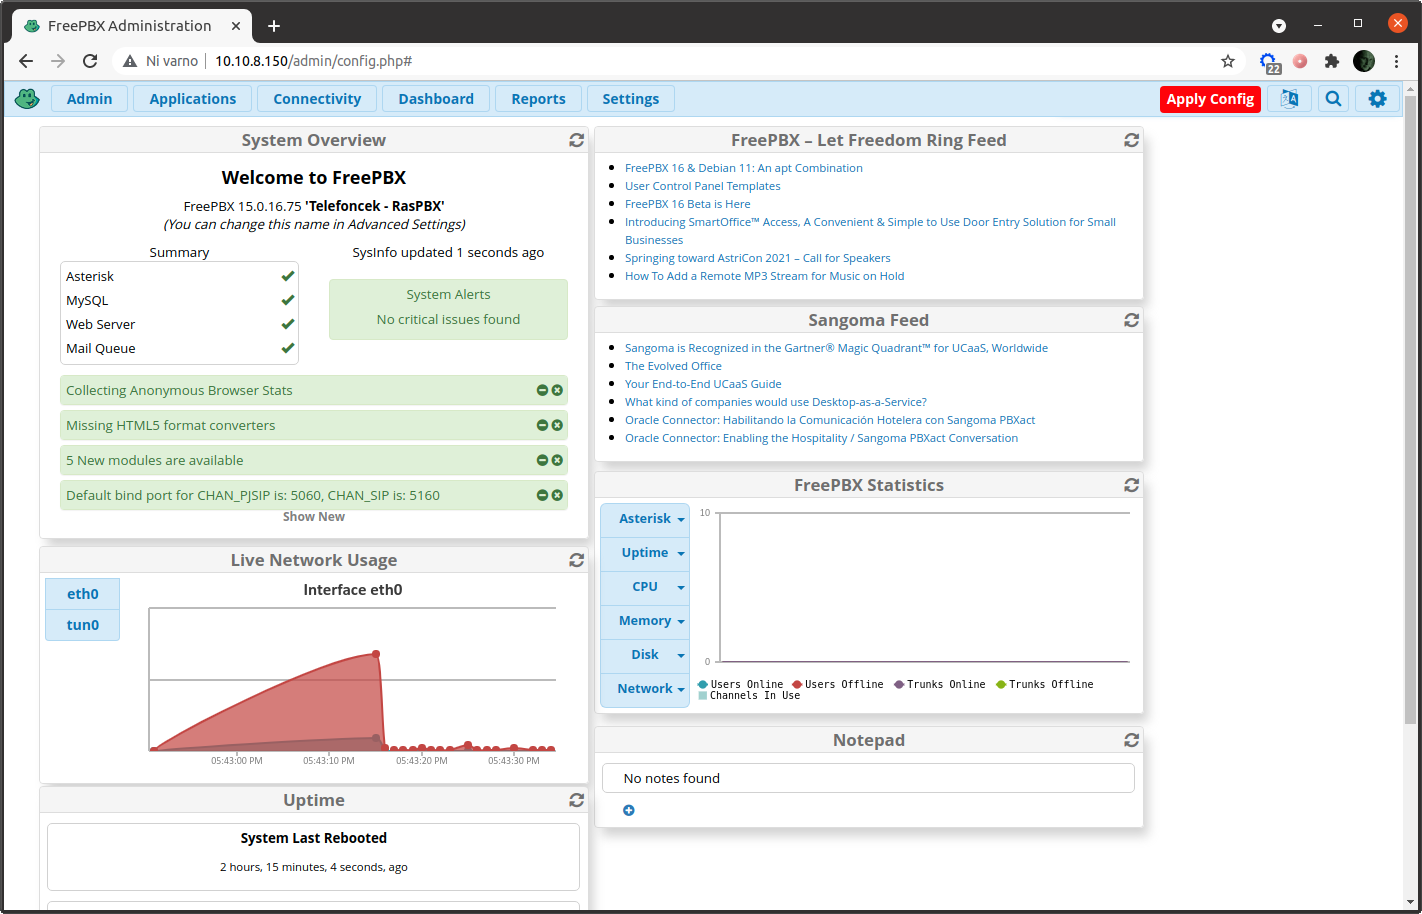 FreePBX Administration
Ni varno
10.10.8.150/admin/config.php#
22
Admin
Applications
Connectivity
Dashboard
Reports
Settings
Apply Config
System Overview
Welcome to FreePBX
FreePBX 15.0.16.75 'Telefoncek - RasPBX'
(You can change this name in Advanced Settings)
Summary
SysInfo updated 1 seconds ago
Asterisk
MySQL
Web Server
Mail Queue
System Alerts
No critical issues found
Collecting Anonymous Browser Stats
Missing HTML5 format converters
5 New modules are available
Default bind port for CHAN_PJSIP is: 5060, CHAN_SIP is: 5160
Show New
Live Network Usage
eth0
tun0
Interface eth0
05:43:00 PM
05:43:10 PM
05:43:20 PM
05:43:30 PM
Uptime
System Last Rebooted
2 hours, 15 minutes, 4 seconds, ago
FreePBX – Let Freedom Ring Feed
FreePBX 16 & Debian 11: An apt Combination
User Control Panel Templates
FreePBX 16 Beta is Here
Introducing SmartOffice™ Access, A Convenient & Simple to Use Door Entry Solution for Small
Businesses
Springing toward AstriCon 2021 – Call for Speakers
How To Add a Remote MP3 Stream for Music on Hold
Sangoma Feed
Sangoma is Recognized in the Gartner® Magic Quadrant™ for UCaaS, Worldwide
The Evolved Office
Your End-to-End UCaaS Guide
What kind of companies would use Desktop-as-a-Service?
Oracle Connector: Habilitando la Comunicación Hotelera con Sangoma PBXact
Oracle Connector: Enabling the Hospitality / Sangoma PBXact Conversation
FreePBX Statistics
Asterisk
Uptime
CPU
Memory
Disk
Network
10
0
Users Online
Users Offline
Trunks Online
Trunks Offline
Channels In Use
Notepad
No notes found